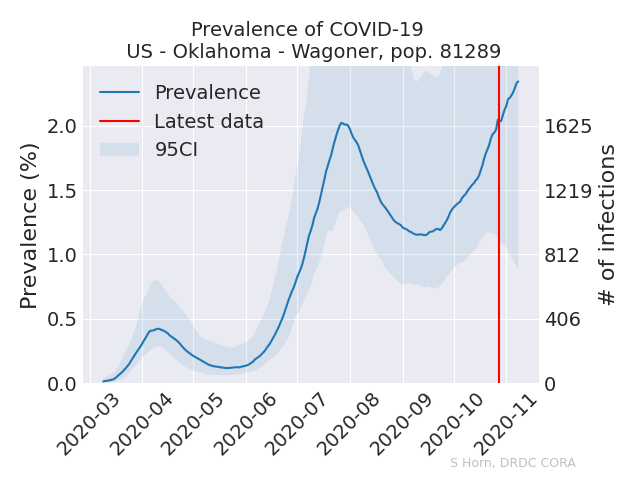 Prevalence of COVID-19
US - Oklahoma - Wagoner, pop. 81289
Prevalence
Latest data
95CI
Prevalence (%)
2.0
1.5
1.0
0.5
0.0
1625
1219
812
406
0
# of infections
2020-03
2020-04
2020-05
2020-06
2020-07
2020-08
2020-09
2020-10
2020-11
S Horn, DRDC CORA